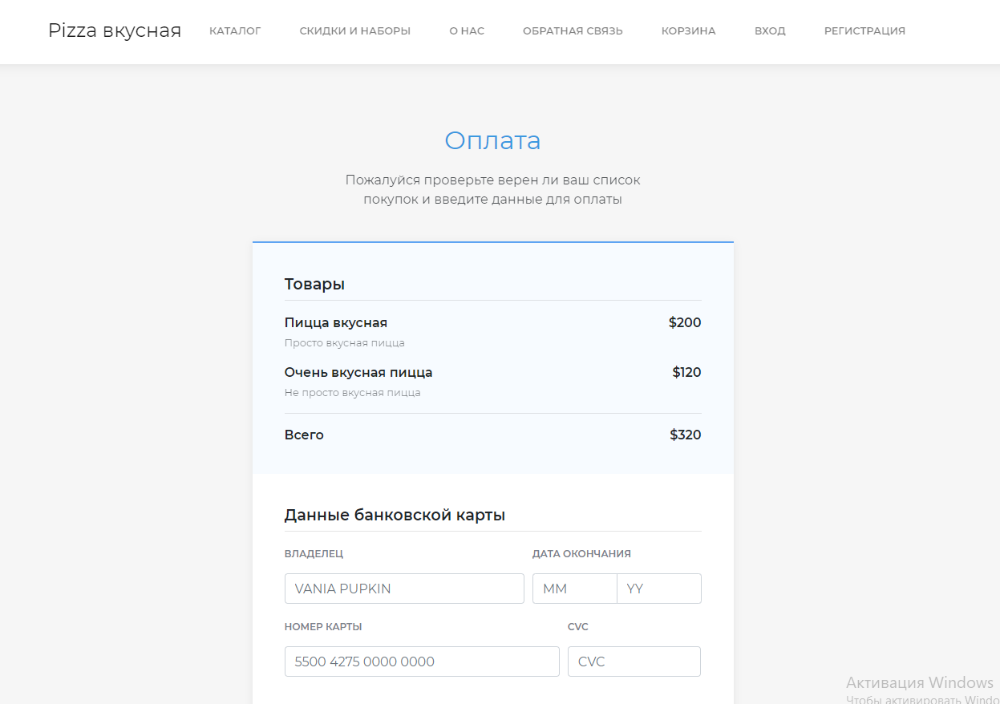 Pizza вкусная КАТАЛОГ СКИДКИ И НАБОРЫ О НАС ОБРАТНАЯ СВЯЗЬ КОРЗИНА ВХОД РЕГИСТРАЦИЯ
Оплата
Пожалуйся проверьте верен ли ваш список
покупок и введите данные для оплаты
Товары
Пицца вкусная $200
Просто вкусная пицца
Очень вкусная пицца $120
Не просто вкусная пицца
Всего $320
Данные банковской карты
ВЛАДЕЛЕЦ ДАТА ОКОНЧАНИЯ
VANIA PUPKIN MM YY
НОМЕР КАРТЫ CVC
5500 4275 0000 0000 CVC
Активация Windows
Чтобы активировать Windo